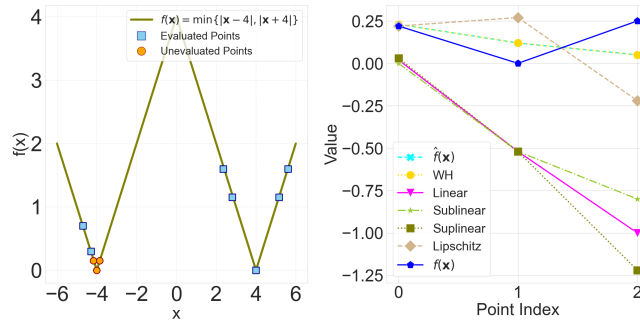 f(x) = min{|x − 4|, |x + 4|}
Evaluated Points
Unevaluated Points
4
3
2
1
0
f(x)
−6
−4
−2
0
2
4
6
x
0.25
0.00
−0.25
−0.50
−0.75
−1.00
−1.25
Value
f̂(x)
WH
Linear
Sublinear
Suplinear
Lipschitz
f(x)
0
1
2
Point Index